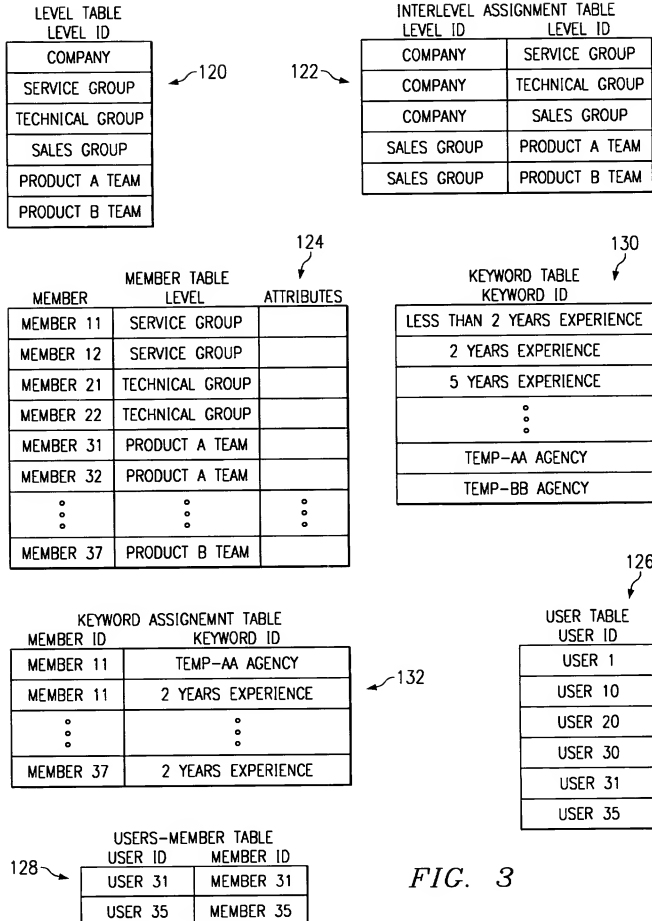 LEVEL TABLE
LEVEL ID
COMPANY
SERVICE GROUP
TECHNICAL GROUP
SALES GROUP
PRODUCT A TEAM
PRODUCT B TEAM
120
INTERLEVEL ASSIGNMENT TABLE
LEVEL ID LEVEL ID
COMPANY SERVICE GROUP
COMPANY TECHNICAL GROUP
COMPANY SALES GROUP
SALES GROUP PRODUCT A TEAM
SALES GROUP PRODUCT B TEAM
122
124
MEMBER TABLE
MEMBER LEVEL ATTRIBUTES
MEMBER 11 SERVICE GROUP
MEMBER 12 SERVICE GROUP
MEMBER 21 TECHNICAL GROUP
MEMBER 22 TECHNICAL GROUP
MEMBER 31 PRODUCT A TEAM
MEMBER 32 PRODUCT A TEAM
MEMBER 37 PRODUCT B TEAM
130
KEYWORD TABLE
KEYWORD ID
LESS THAN 2 YEARS EXPERIENCE
2 YEARS EXPERIENCE
5 YEARS EXPERIENCE
TEMP-AA AGENCY
TEMP-BB AGENCY
KEYWORD ASSIGNEMNT TABLE
MEMBER ID KEYWORD ID
MEMBER 11 TEMP-AA AGENCY
MEMBER 11 2 YEARS EXPERIENCE
MEMBER 37 2 YEARS EXPERIENCE
132
126
USER TABLE
USER ID
USER 1
USER 10
USER 20
USER 30
USER 31
USER 35
USERS-MEMBER TABLE
USER ID MEMBER ID
USER 31 MEMBER 31
USER 35 MEMBER 35
128
FIG. 3